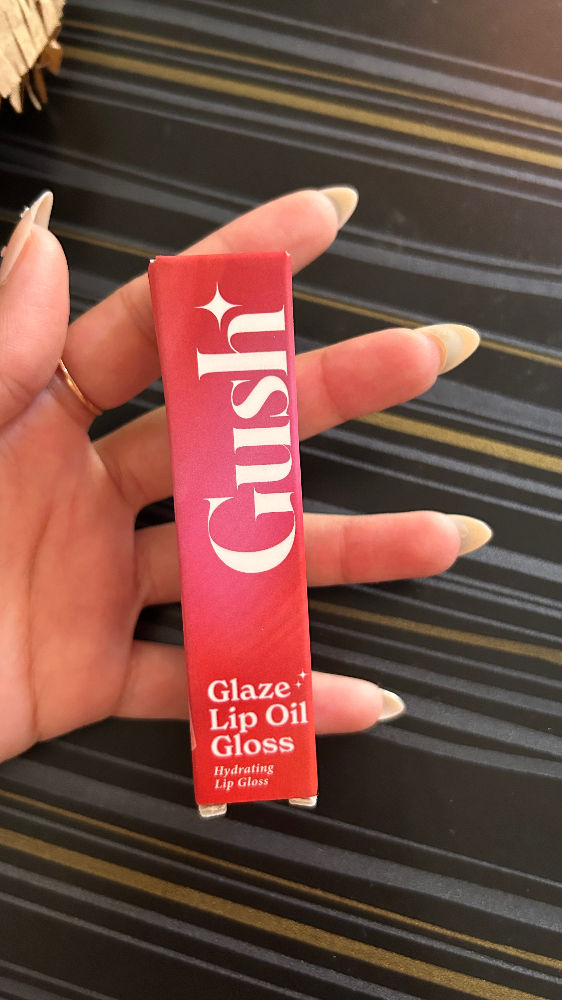 Gush
Glaze
Lip Oil
Gloss
Hydrating
Lip Gloss